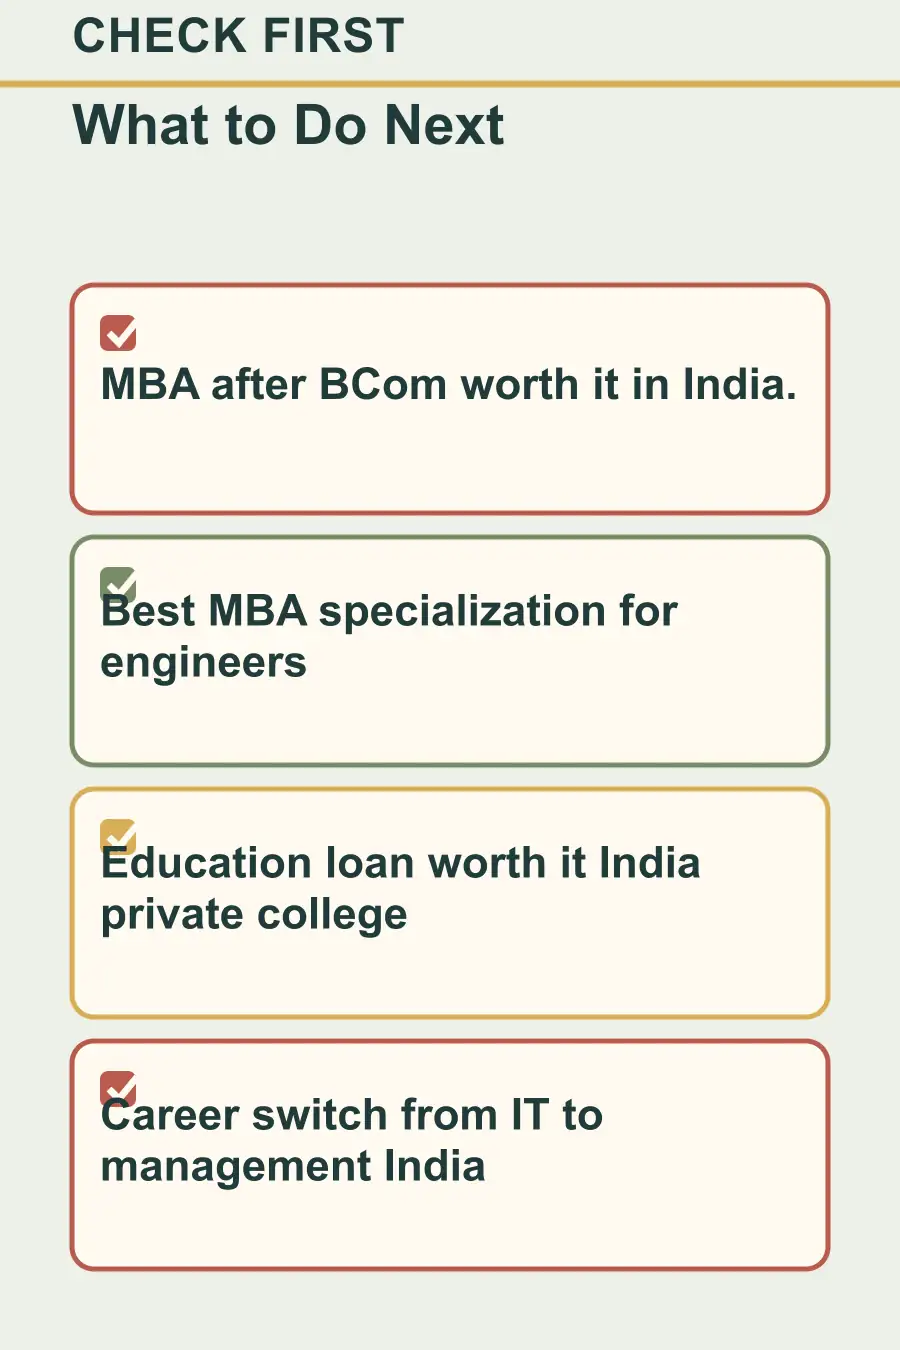 CHECK FIRST
What to Do Next
MBA after BCom worth it in India.
Best MBA specialization for
engineers
Education loan worth it India
private college
Career switch from IT to
management India